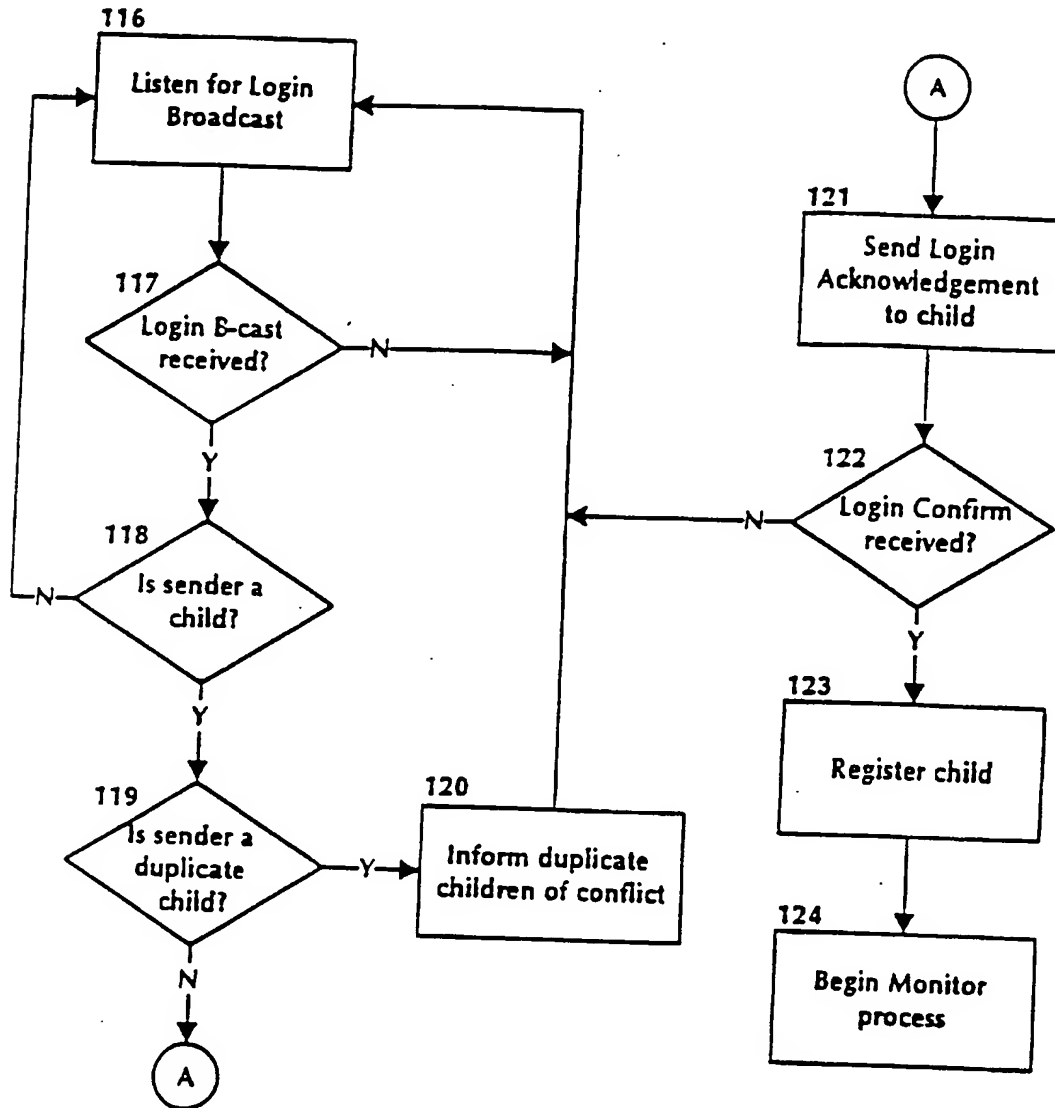 116
Listen for Login
Broadcast
117
Login B-cast
received?
N
Y
118
Is sender a
child?
N
Y
119
Is sender a
duplicate
child?
Y
N
A
120
Inform duplicate
children of conflict
A
121
Send Login
Acknowledgement
to child
122
Login Confirm
received?
N
Y
123
Register child
124
Begin Monitor
process